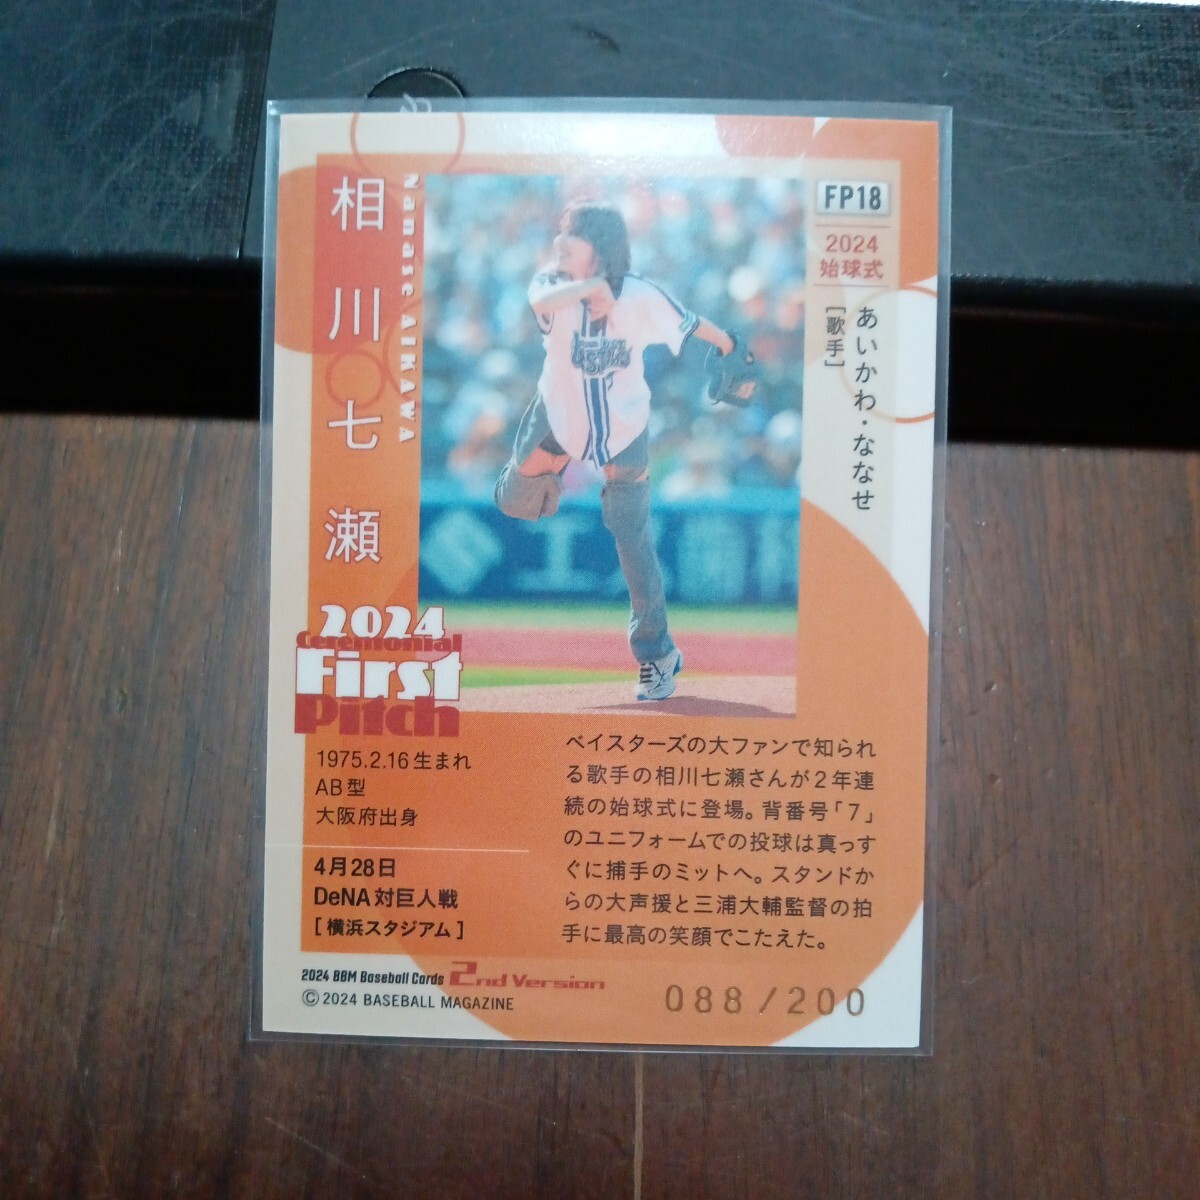 相川七瀬
Nanase AIKAWA
FP18
2024
始球式
あいかわ・ななせ
[歌手]
2024
Ceremonial
First
Pitch
1975.2.16生まれ
AB型
大阪府出身
4月28日
DeNA対巨人戦
[横浜スタジアム]
ベイスターズの大ファンで知られ
る歌手の相川七瀬さんが2年連
続の始球式に登場。背番号「7」
のユニフォームでの投球は真っす
ぐに捕手のミットへ。スタンドか
らの大声援と三浦大輔監督の拍
手に最高の笑顔でこたえた。
2024 BBM Baseball Cards 2nd Version
©2024 BASEBALL MAGAZINE
088/200